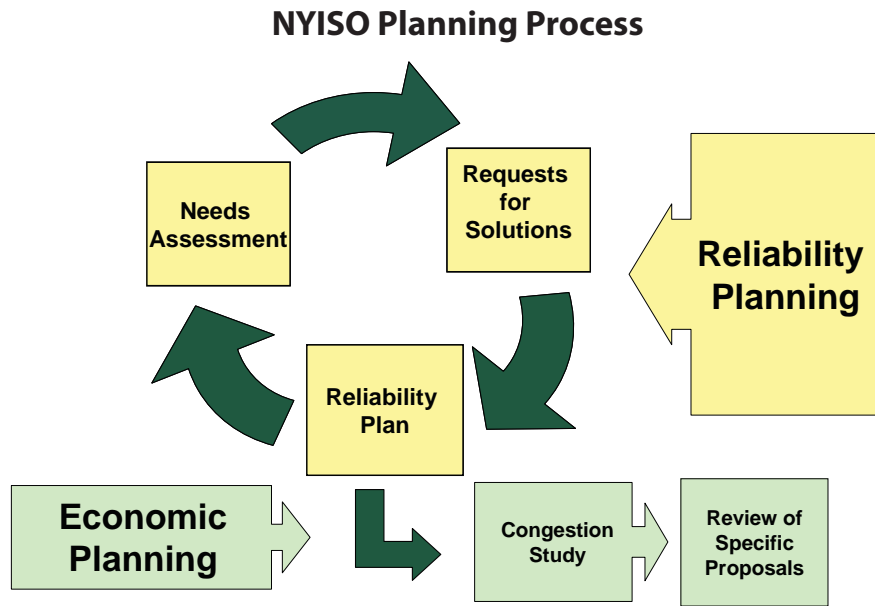 NYISO Planning Process
Needs
Assessment
Requests
for
Solutions
Reliability
Planning
Reliability
Plan
Economic
Planning
Congestion
Study
Review of
Specific
Proposals